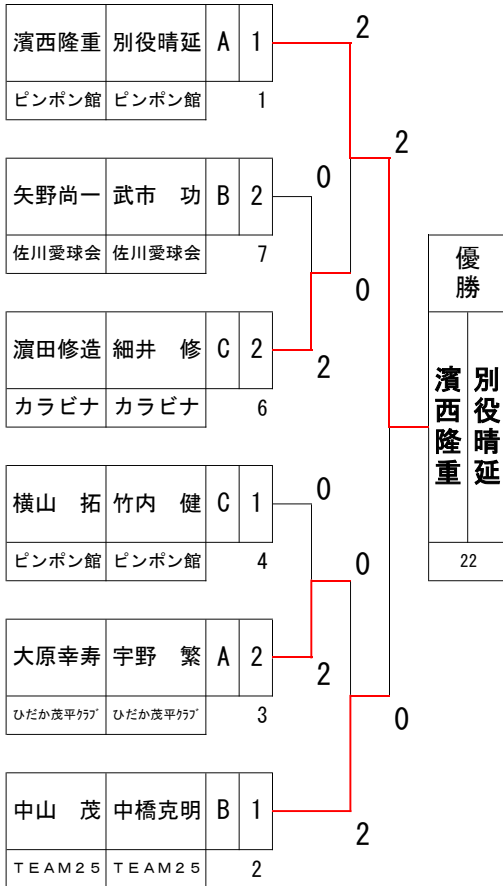 濱西隆重 別役晴延 A 1
ピンポン館 ピンポン館 1
矢野尚一 武市　功 B 2
佐川愛球会 佐川愛球会 7
濵田修造 細井　修 C 2
カラビナ カラビナ 6
横山　拓 竹内　健 C 1
ピンポン館 ピンポン館 4
大原幸寿 宇野　繁 A 2
ひだか茂平ｸﾗﾌﾞ ひだか茂平ｸﾗﾌﾞ 3
中山　茂 中橋克明 B 1
ＴＥＡＭ２５ ＴＥＡＭ２５ 2
2
0
2
0
2
0
2
0
2
0
優勝
別役晴延
濱西隆重
22